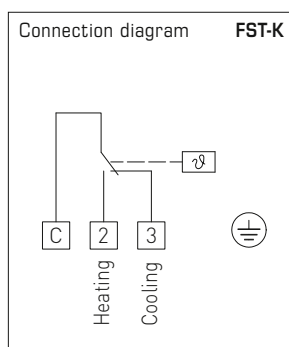 Connection diagram FST-K
ϑ
C 2 3
Heating
Cooling